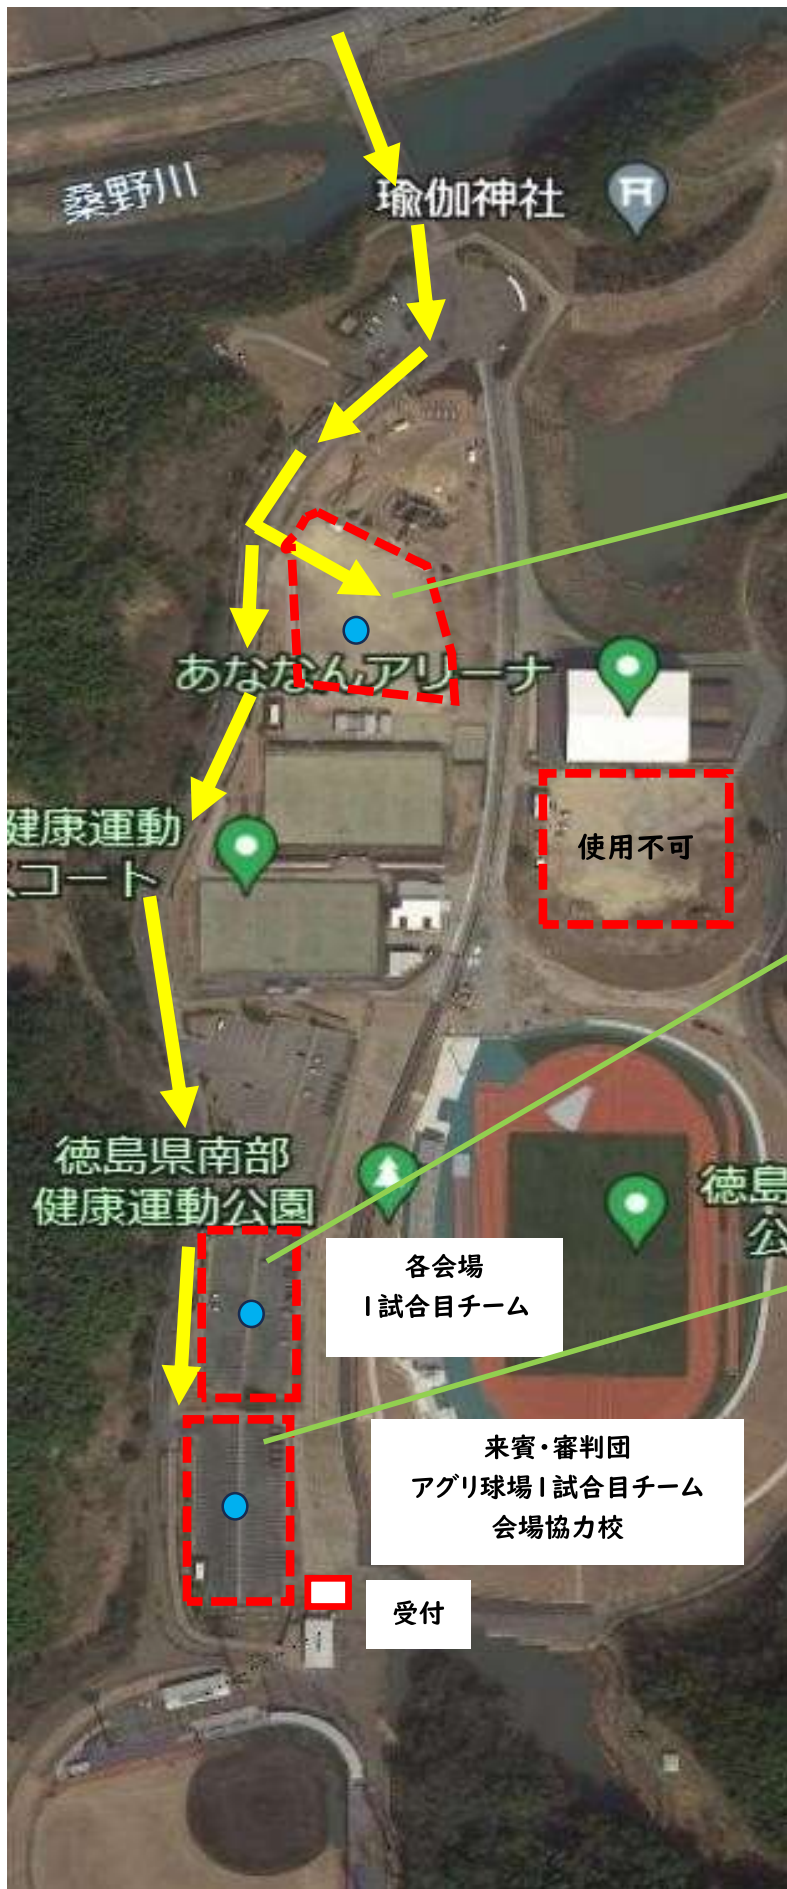 桑野川
瑜伽神社
あななんアリーナ
使用不可
健康運動
スコート
徳島県南部
健康運動公園
徳島
公
各会場
1試合目チーム
来賓・審判団
アグリ球場1試合目チーム
会場協力校
受付